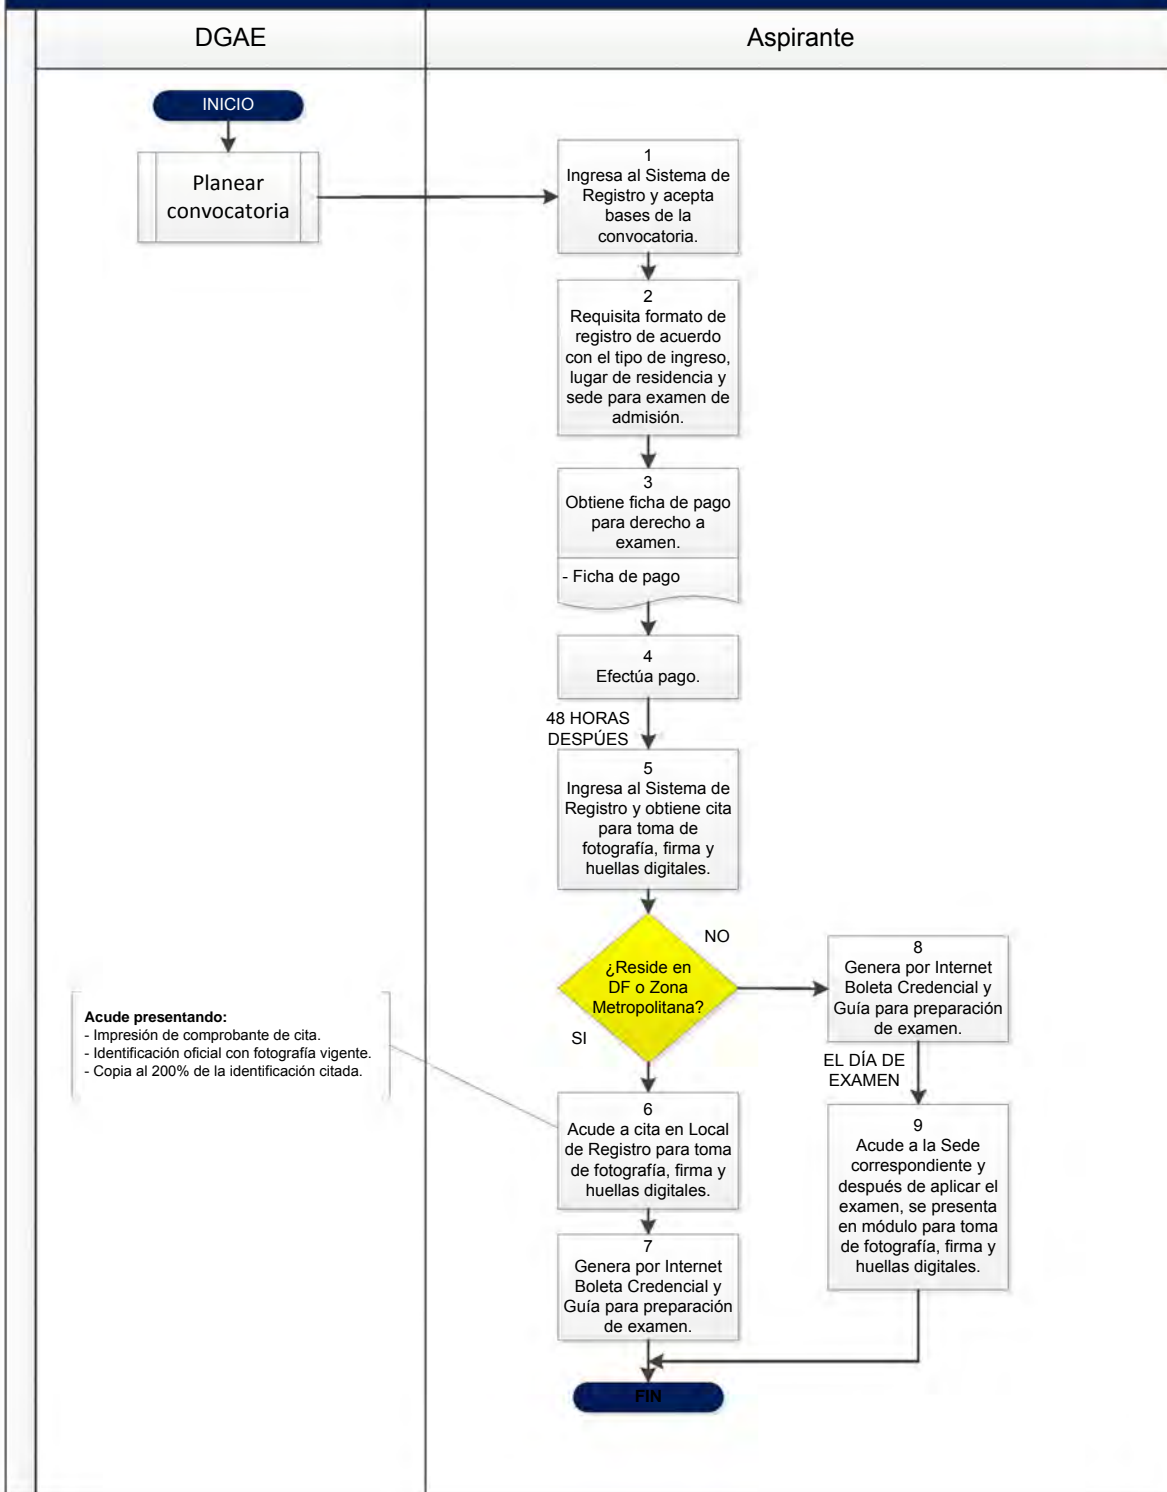 DGAE
Aspirante
INICIO
Planear
convocatoria
1
Ingresa al Sistema de
Registro y acepta
bases de la
convocatoria.
2
Requisita formato de
registro de acuerdo
con el tipo de ingreso,
lugar de residencia y
sede para examen de
admisión.
3
Obtiene ficha de pago
para derecho a
examen.
- Ficha de pago
4
Efectúa pago.
48 HORAS
DESPÚES
5
Ingresa al Sistema de
Registro y obtiene cita
para toma de
fotografía, firma y
huellas digitales.
¿Reside en
DF o Zona
Metropolitana?
NO
SI
8
Genera por Internet
Boleta Credencial y
Guía para preparación
de examen.
EL DÍA DE
EXAMEN
Acude presentando:
- Impresión de comprobante de cita.
- Identificación oficial con fotografía vigente.
- Copia al 200% de la identificación citada.
6
Acude a cita en Local
de Registro para toma
de fotografía, firma y
huellas digitales.
9
Acude a la Sede
correspondiente y
después de aplicar el
examen, se presenta
en módulo para toma
de fotografía, firma y
huellas digitales.
7
Genera por Internet
Boleta Credencial y
Guía para preparación
de examen.
FIN